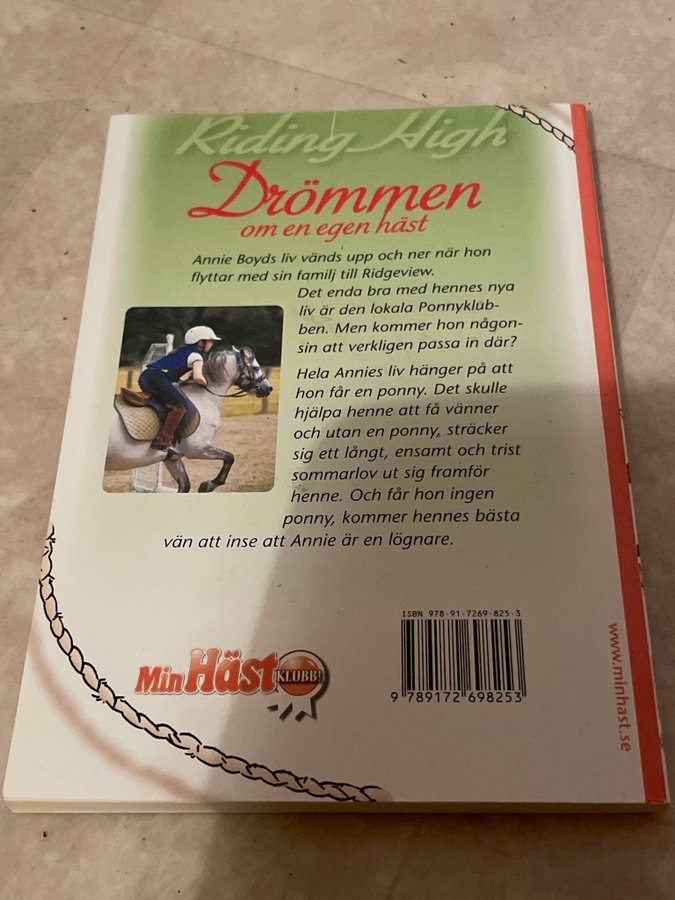 Riding High
Drömmen
om en egen häst
Annie Boyds liv vänds upp och ner när hon
flyttar med sin familj till Ridgeview.
Det enda bra med hennes nya
liv är den lokala Ponnyklub-
ben. Men kommer hon någon-
sin att verkligen passa in där?
Hela Annies liv hänger på att
hon får en ponny. Det skulle
hjälpa henne att få vänner
och utan en ponny, sträcker
sig ett långt, ensamt och trist
sommarlov ut sig framför
henne. Och får hon ingen
ponny, kommer hennes bästa
vän att inse att Annie är en lögnare.
ISBN 978-91-7269-825-3
9 789172 698253
Min Häst
KLUBB!
www.minhast.se